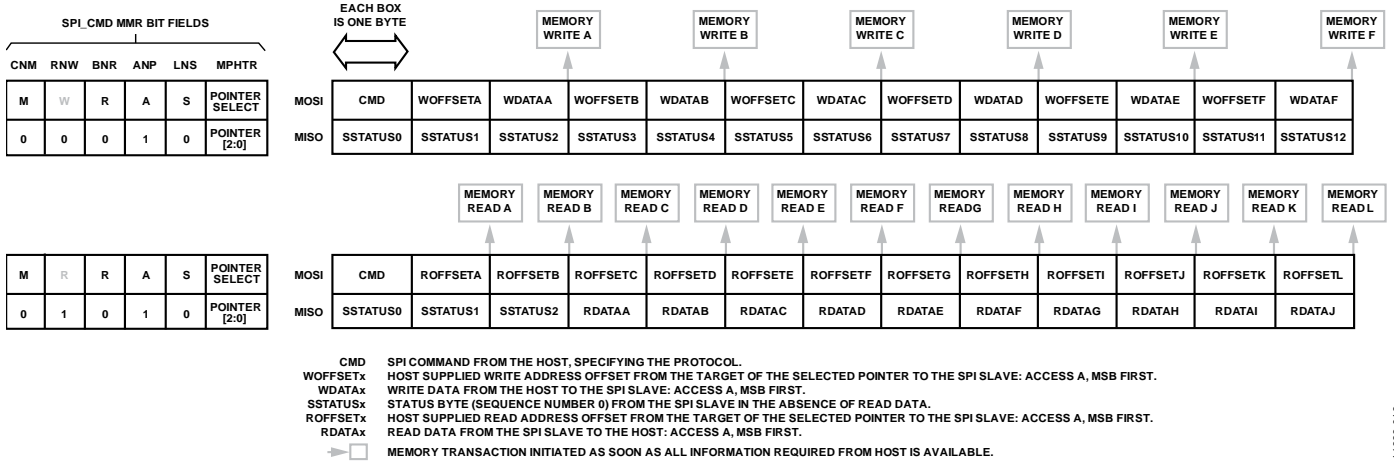 SPI_CMD MMR BIT FIELDS
EACH BOX
IS ONE BYTE
MEMORY WRITE A
MEMORY WRITE B
MEMORY WRITE C
MEMORY WRITE D
MEMORY WRITE E
MEMORY WRITE F
CNM RNW BNR ANP LNS MPHTR
M W R A S POINTER SELECT
MOSI CMD WOFFSETA WDATAA WOFFSETB WDATAB WOFFSETC WDATAC WOFFSETD WDATAD WOFFSETE WDATAE WOFFSETF WDATAF
0 0 0 1 0 POINTER [2:0]
MISO SSTATUS0 SSTATUS1 SSTATUS2 SSTATUS3 SSTATUS4 SSTATUS5 SSTATUS6 SSTATUS7 SSTATUS8 SSTATUS9 SSTATUS10 SSTATUS11 SSTATUS12
MEMORY READ A
MEMORY READ B
MEMORY READ C
MEMORY READ D
MEMORY READ E
MEMORY READ F
MEMORY READG
MEMORY READ H
MEMORY READ I
MEMORY READ J
MEMORY READ K
MEMORY READ L
M R R A S POINTER SELECT
MOSI CMD ROFFSETA ROFFSETB ROFFSETC ROFFSETD ROFFSETE ROFFSETF ROFFSETG ROFFSETH ROFFSETI ROFFSETJ ROFFSETK ROFFSETL
0 1 0 1 0 POINTER [2:0]
MISO SSTATUS0 SSTATUS1 SSTATUS2 RDATAA RDATAB RDATAC RDATAD RDATAE RDATAF RDATAG RDATAH RDATAI RDATAJ
CMD SPI COMMAND FROM THE HOST, SPECIFYING THE PROTOCOL.
WOFFSETx HOST SUPPLIED WRITE ADDRESS OFFSET FROM THE TARGET OF THE SELECTED POINTER TO THE SPI SLAVE: ACCESS A, MSB FIRST.
WDATAx WRITE DATA FROM THE HOST TO THE SPI SLAVE: ACCESS A, MSB FIRST.
SSTATUSx STATUS BYTE (SEQUENCE NUMBER 0) FROM THE SPI SLAVE IN THE ABSENCE OF READ DATA.
ROFFSETx HOST SUPPLIED READ ADDRESS OFFSET FROM THE TARGET OF THE SELECTED POINTER TO THE SPI SLAVE: ACCESS A, MSB FIRST.
RDATAx READ DATA FROM THE SPI SLAVE TO THE HOST: ACCESS A, MSB FIRST.
MEMORY TRANSACTION INITIATED AS SOON AS ALL INFORMATION REQUIRED FROM HOST IS AVAILABLE.